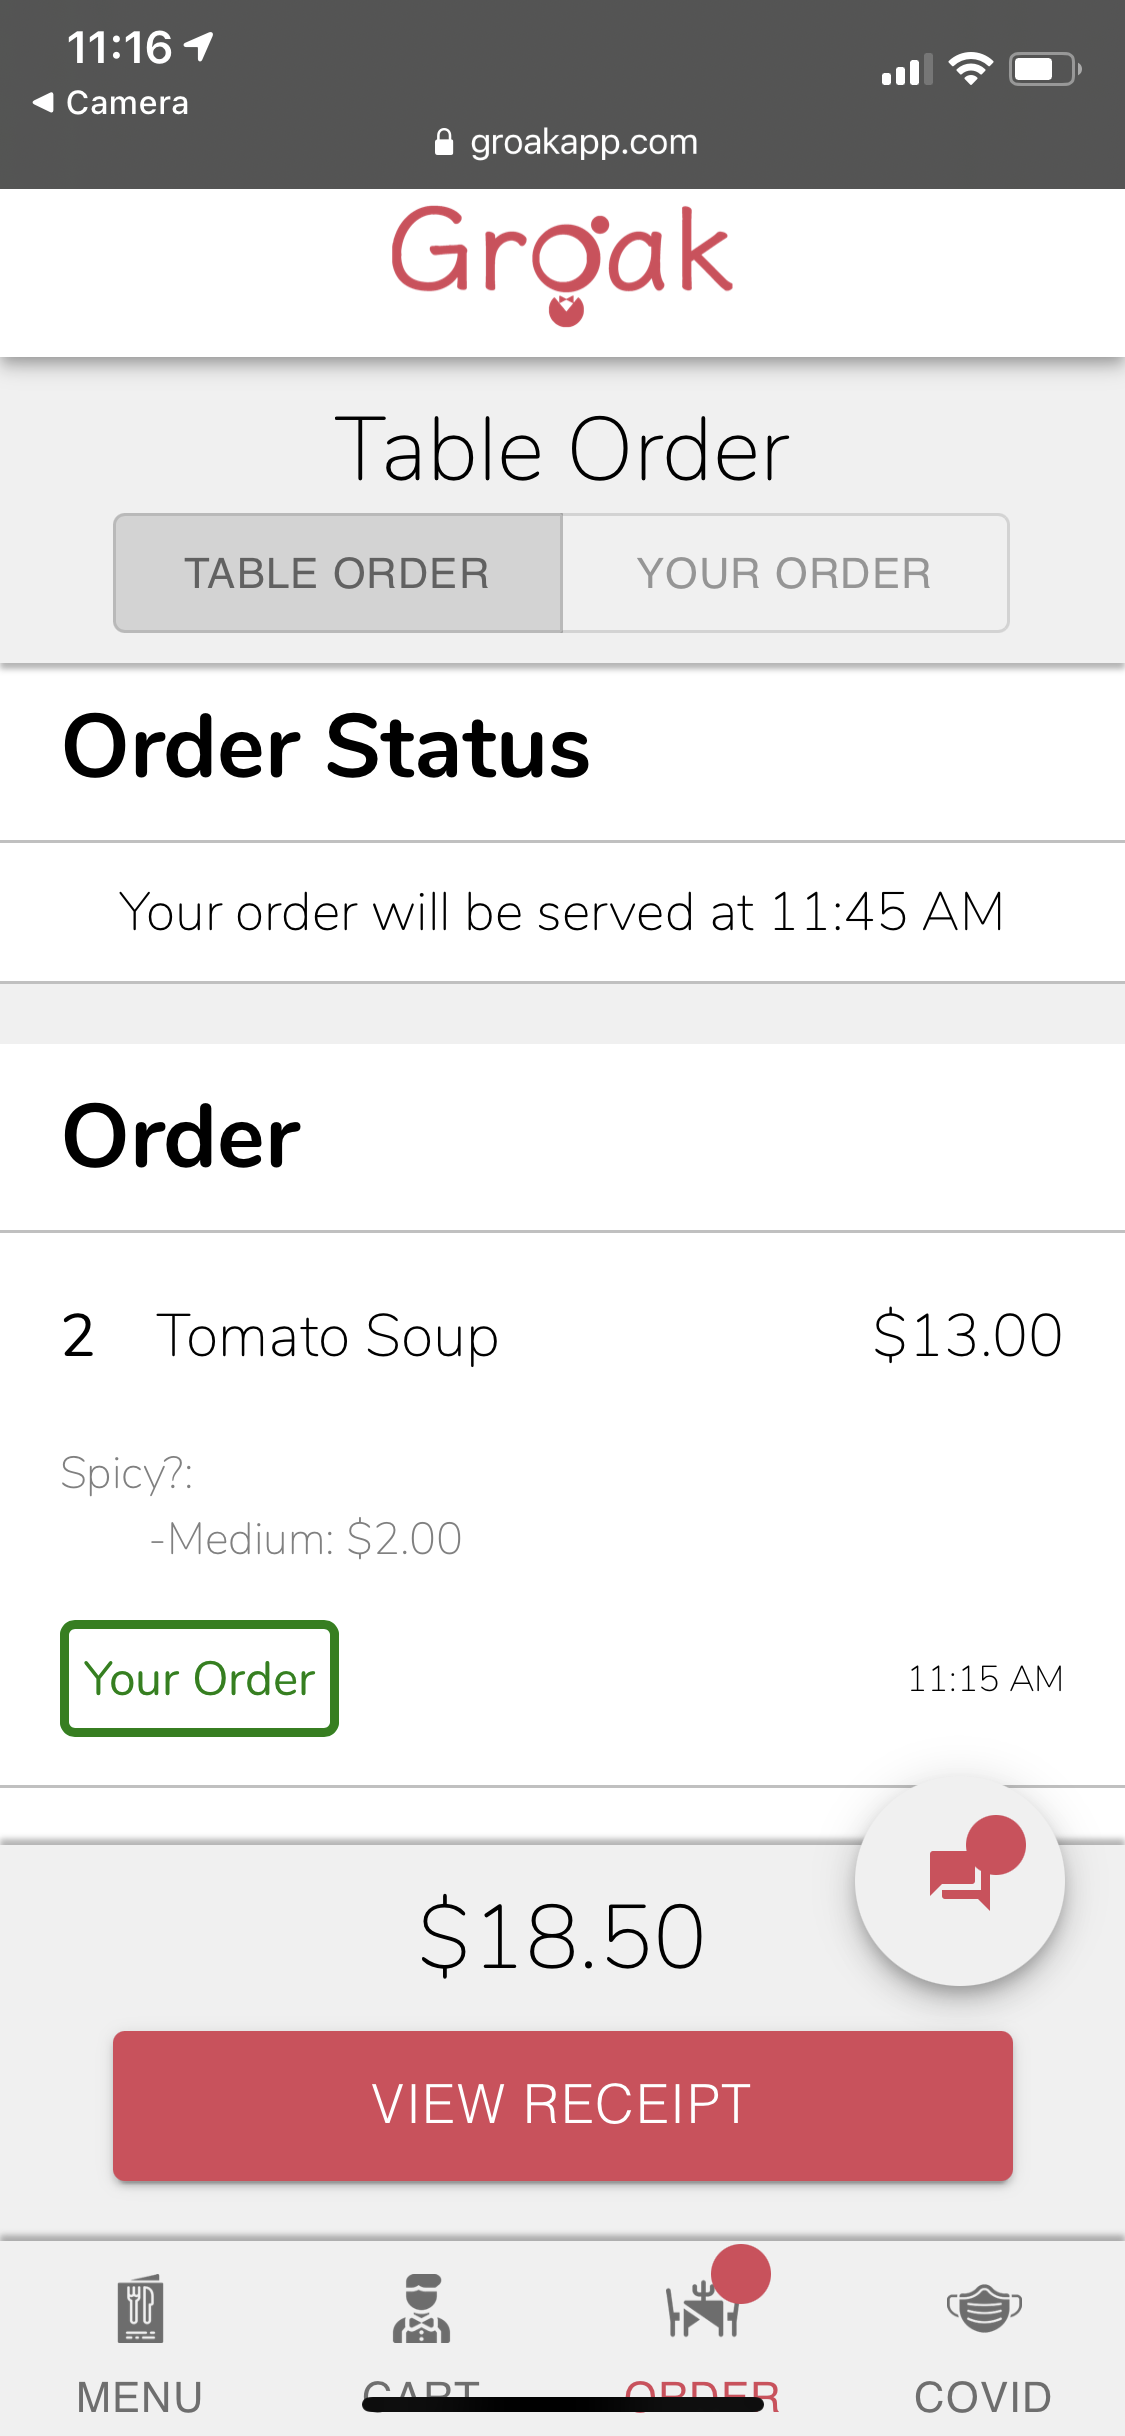 11:16
◀ Camera
groakapp.com
Groak
Table Order
TABLE ORDER
YOUR ORDER
Order Status
Your order will be served at 11:45 AM
Order
2 Tomato Soup $13.00
Spicy?:
-Medium: $2.00
Your Order 11:15 AM
$18.50
VIEW RECEIPT
MENU CART ORDER COVID